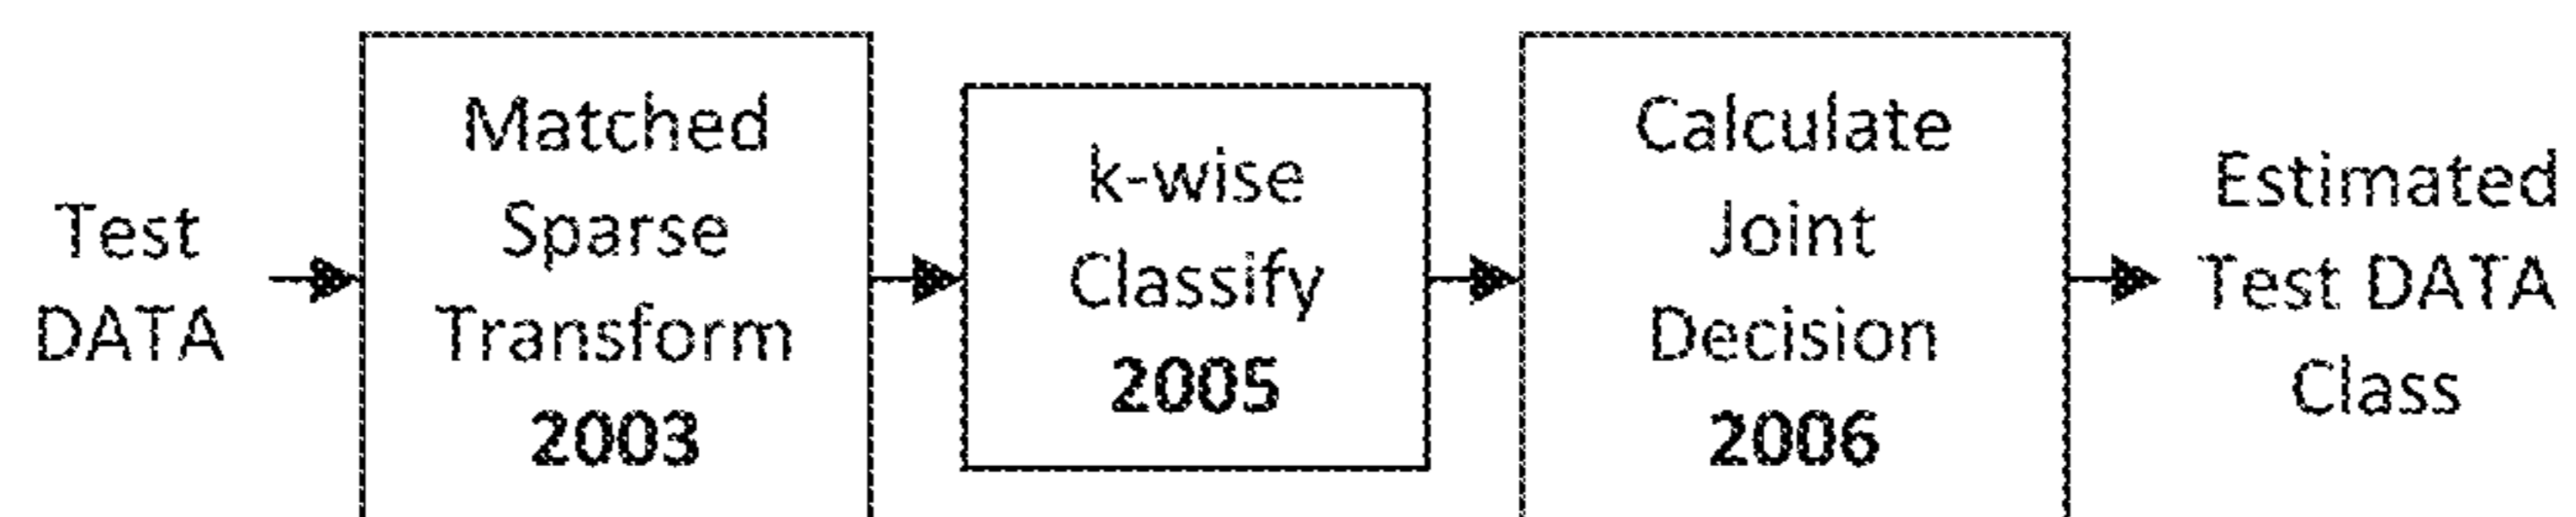 Test
DATA
Matched
Sparse
Transform
2003
k-wise
Classify
2005
Calculate
Joint
Decision
2006
Estimated
Test DATA
Class